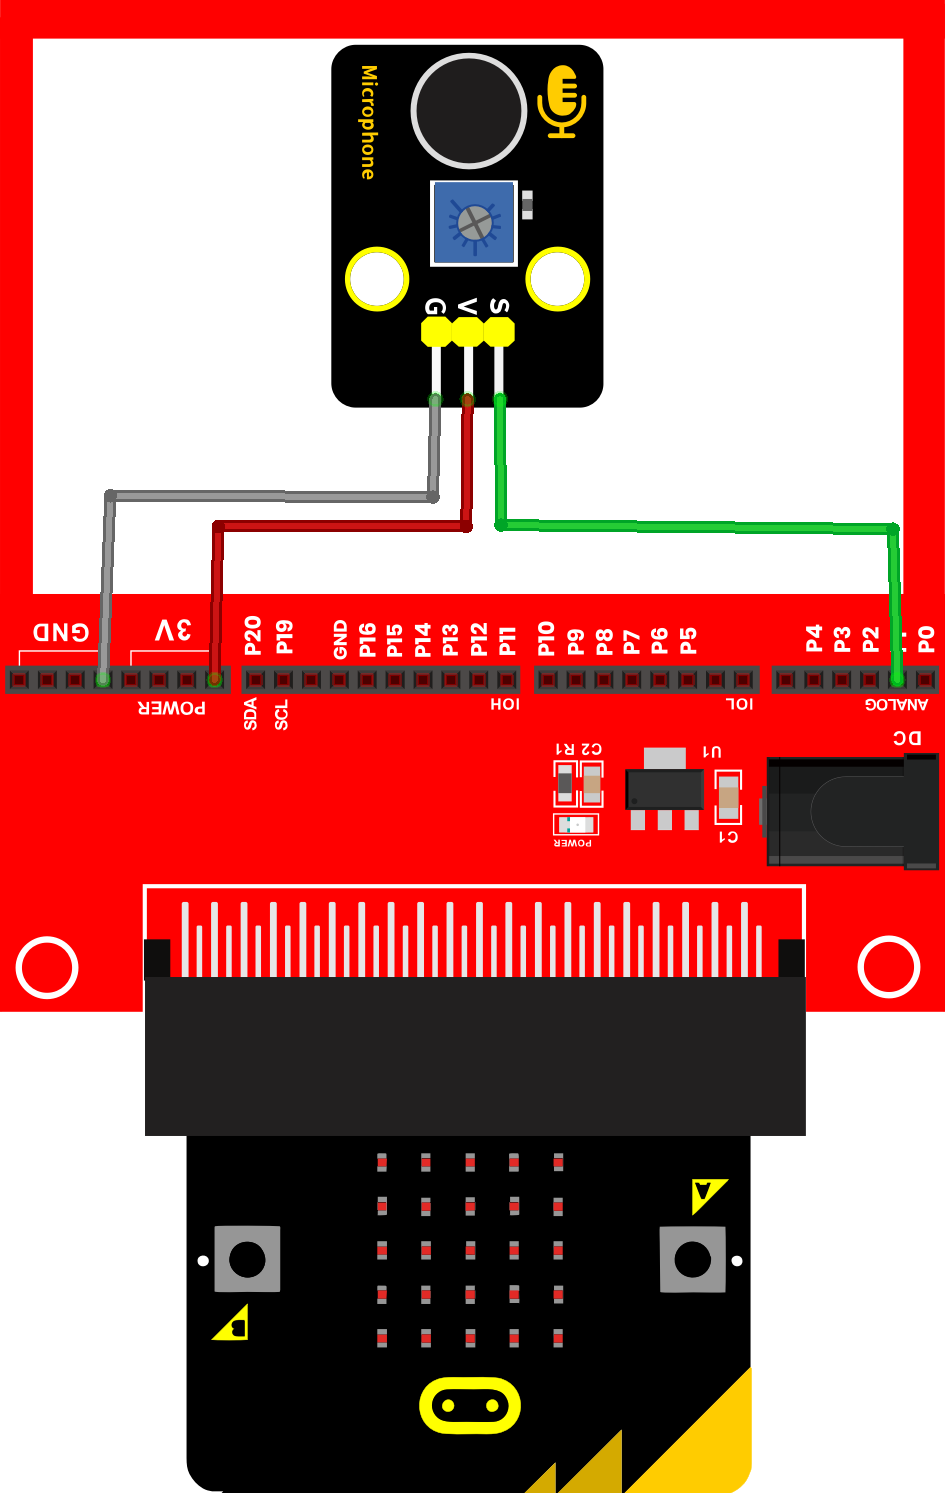 Microphone
G V S
GND
3V
P20 P19 GND P16 P15 P14 P13 P12 P11 P10 P9 P8 P7 P6 P5 P4 P3 P2 P0
POWER
SDA SCL
IOH
IOL
ANALOG
DC
R1 C2
U1
POWER
C1
A
B